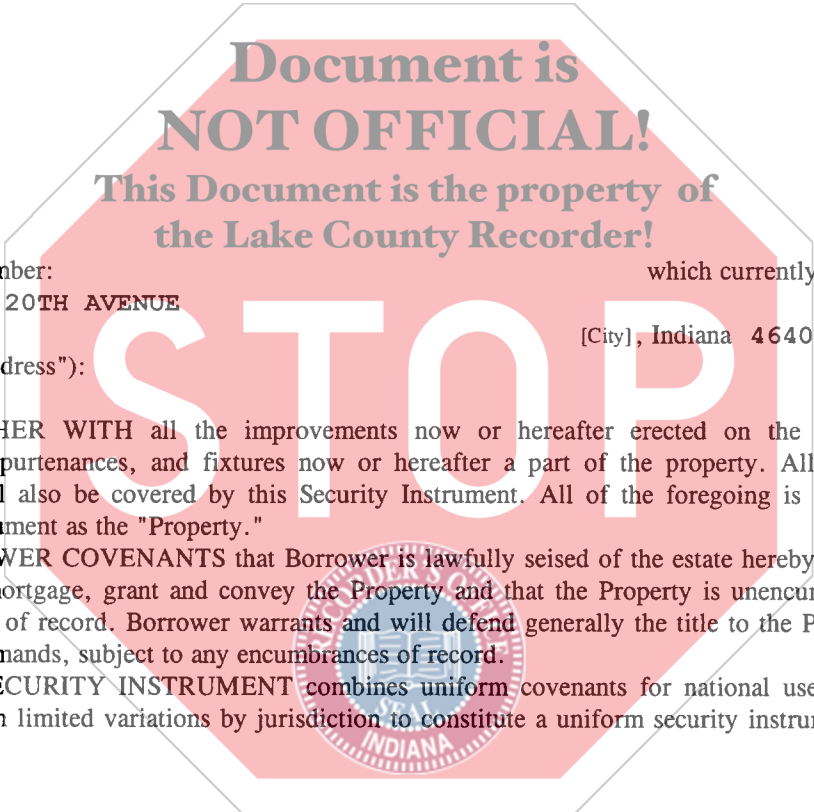 Document is
NOT OFFICIAL!
This Document is the property of
the Lake County Recorder!
nber: which currently
20TH AVENUE
[City], Indiana 4640
dress"):
STOP
HER WITH all the improvements now or hereafter erected on the
purtenances, and fixtures now or hereafter a part of the property. All
l also be covered by this Security Instrument. All of the foregoing is
ument as the "Property."
WER COVENANTS that Borrower is lawfully seised of the estate hereby
ortgage, grant and convey the Property and that the Property is unencu
of record. Borrower warrants and will defend generally the title to the P
mands, subject to any encumbrances of record.
ECURITY INSTRUMENT combines uniform covenants for national use
n limited variations by jurisdiction to constitute a uniform security instru
RECORDER'S OFFICE
SEAL
INDIANA